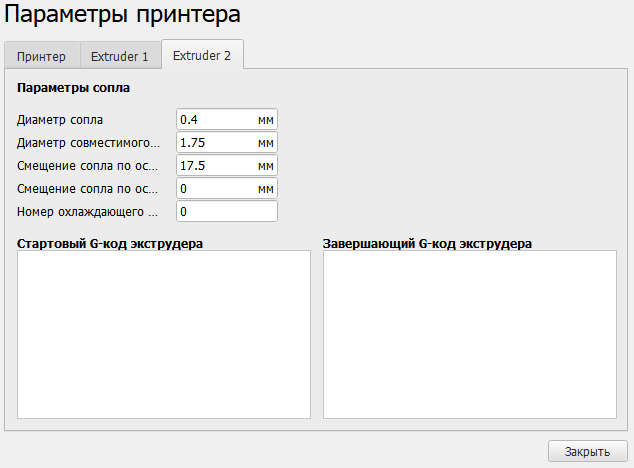 Параметры принтера
Принтер Extruder 1 Extruder 2
Параметры сопла
Диаметр сопла 0.4 мм
Диаметр совместимого... 1.75 мм
Смещение сопла по ос... 17.5 мм
Смещение сопла по ос... 0 мм
Номер охлаждающего ... 0
Стартовый G-код экструдера Завершающий G-код экструдера
Закрыть